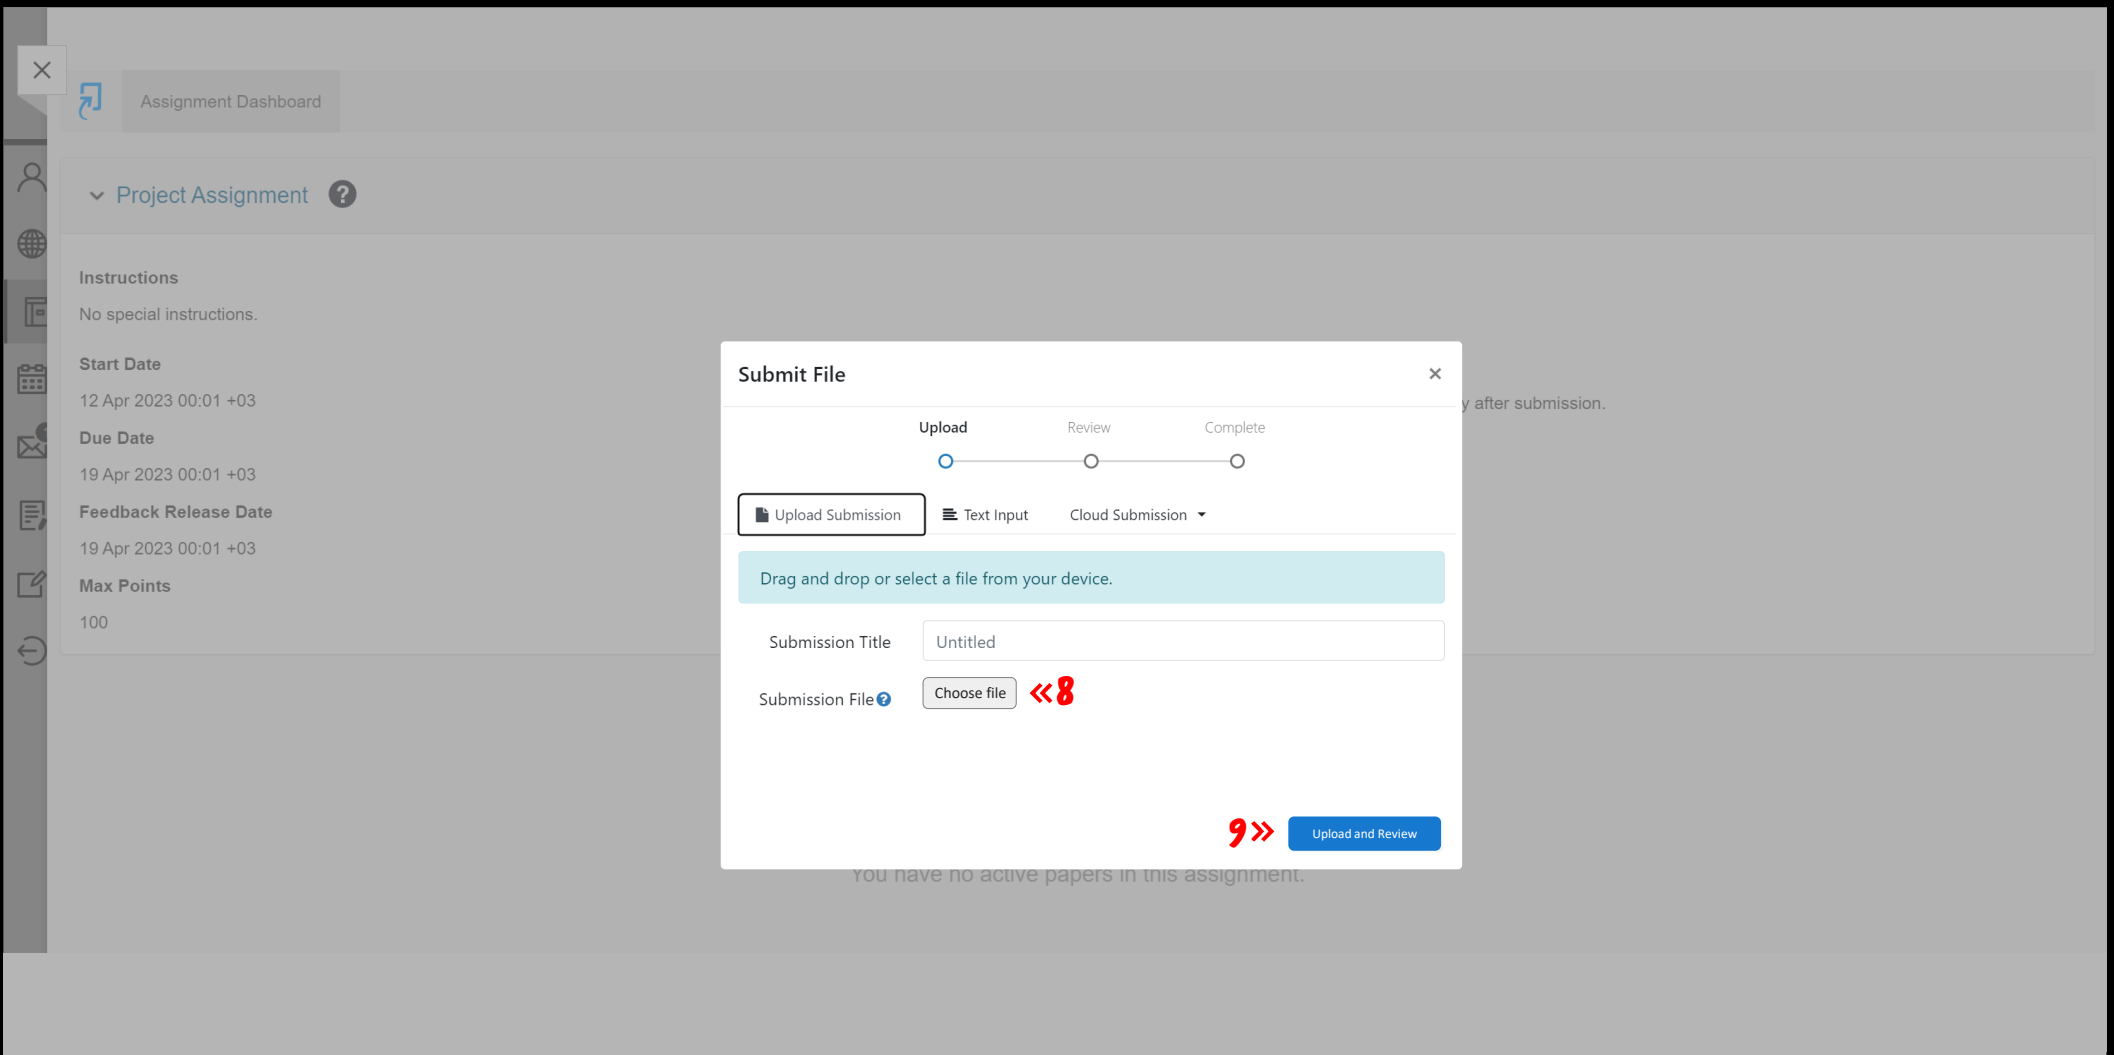 Assignment Dashboard
Project Assignment ?
Instructions
No special instructions.
Start Date
12 Apr 2023 00:01 +03
Due Date
19 Apr 2023 00:01 +03
Feedback Release Date
19 Apr 2023 00:01 +03
Max Points
100
y after submission.
Submit File ×
Upload Review Complete
Upload Submission Text Input Cloud Submission
Drag and drop or select a file from your device.
Submission Title Untitled
Submission File ? Choose file «8
9» Upload and Review
You have no active papers in this assignment.